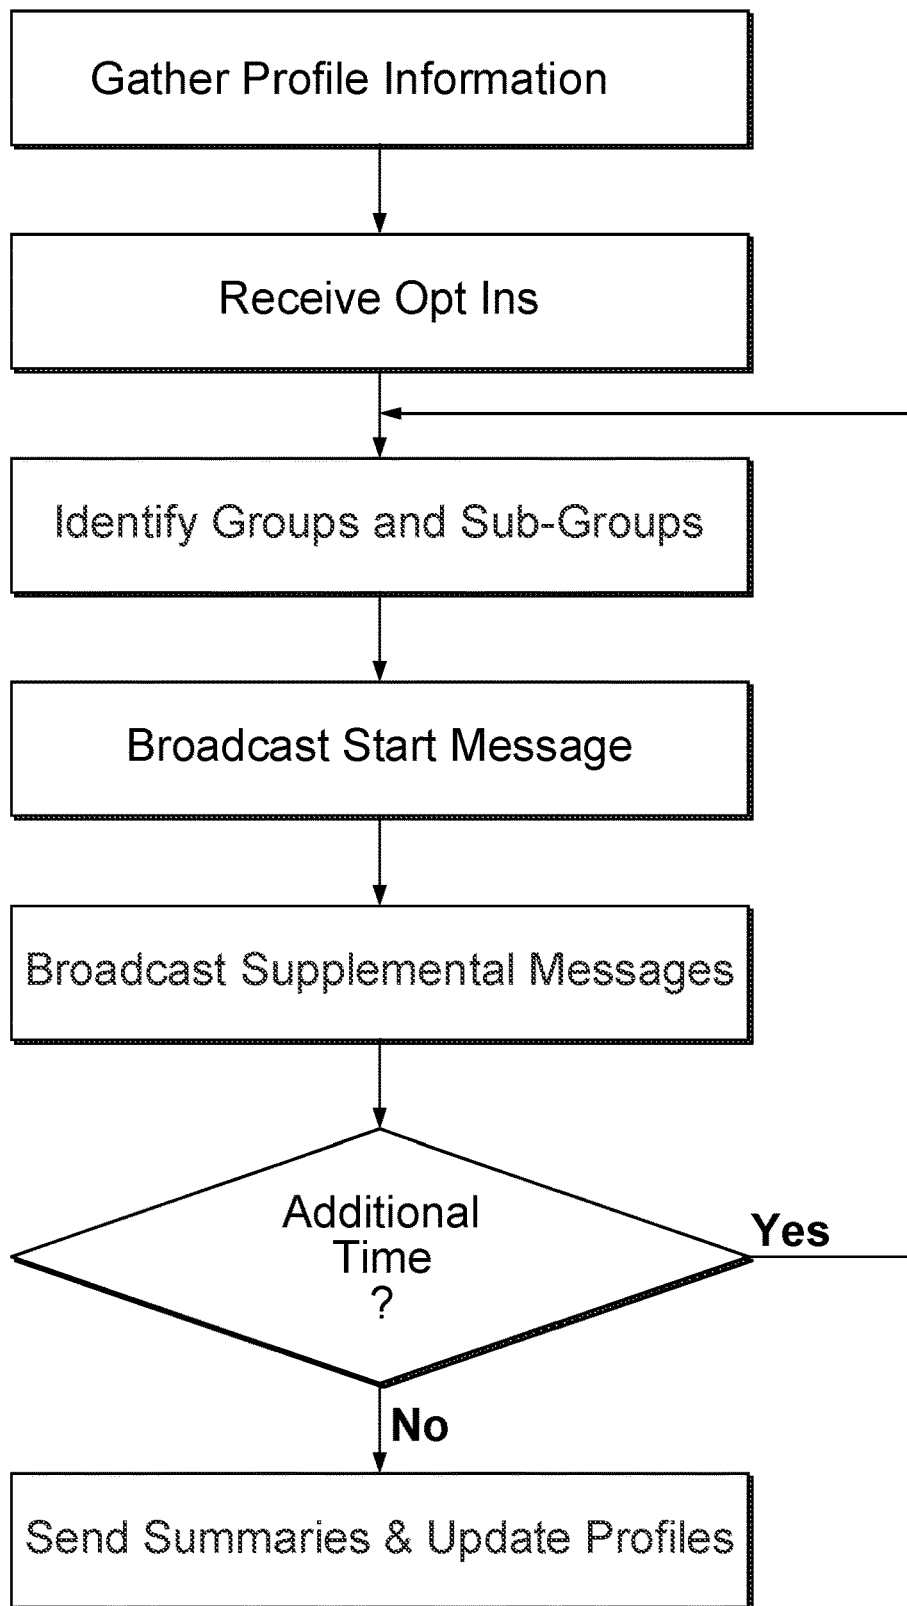 Gather Profile Information
Receive Opt Ins
Identify Groups and Sub-Groups
Broadcast Start Message
Broadcast Supplemental Messages
Additional
Time
?
Yes
No
Send Summaries & Update Profiles